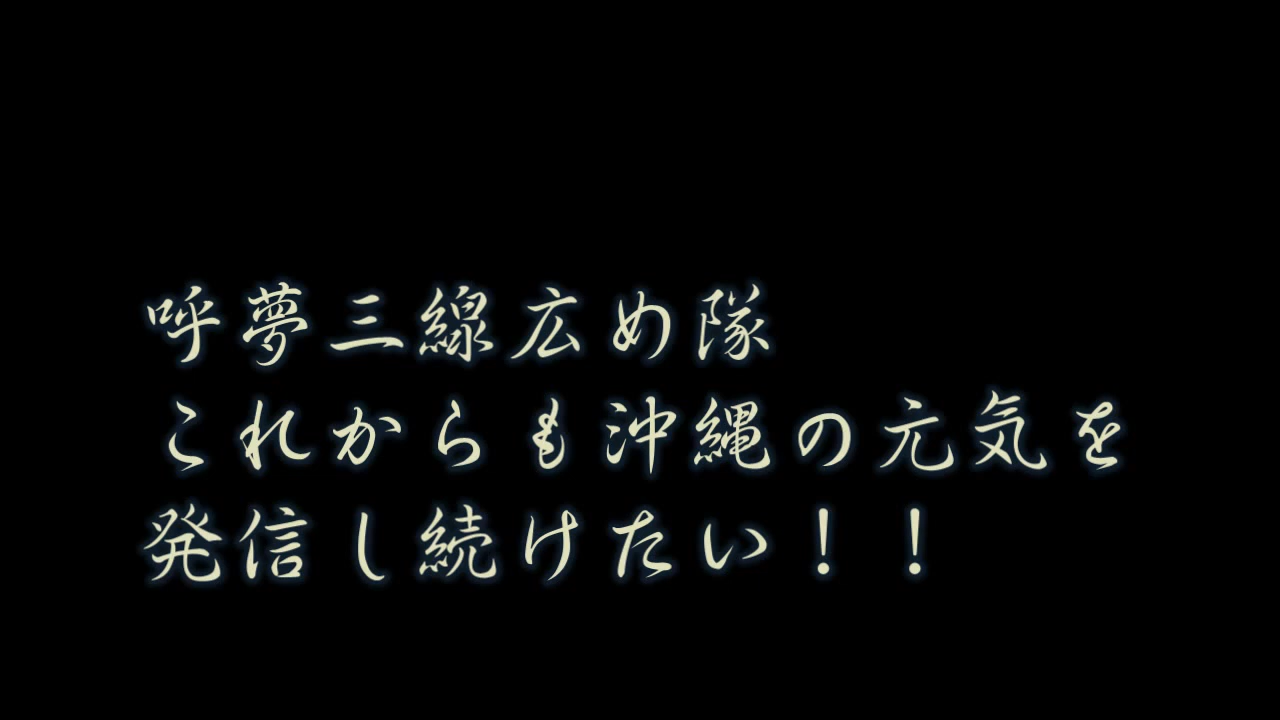 呼夢三線広め隊
これからも沖縄の元気を
発信し続けたい！！